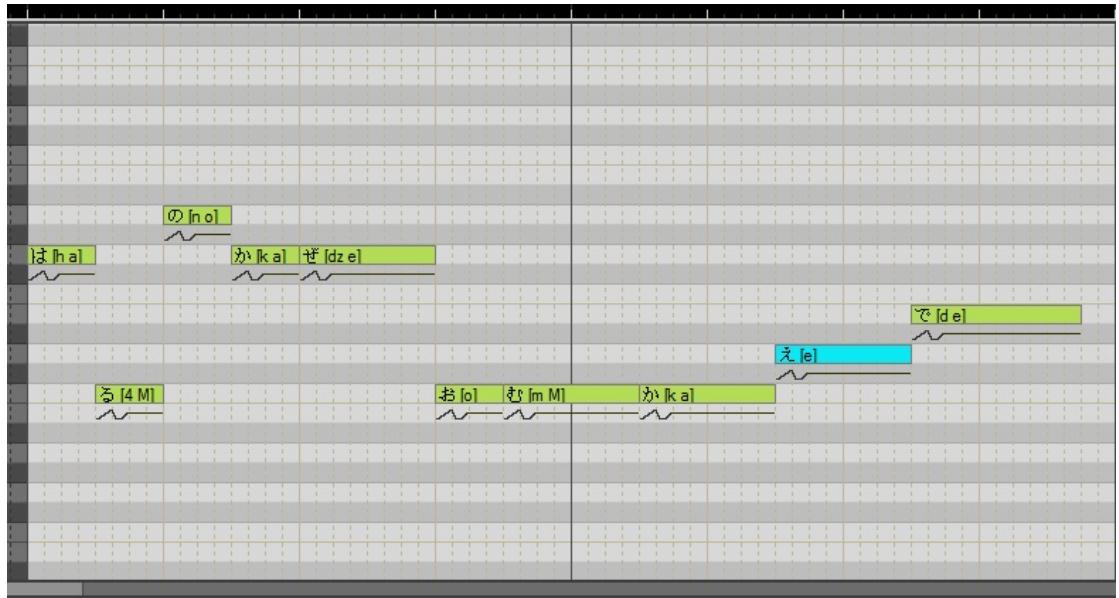 は [h a]
る [4 M]
の [n o]
か [k a]
ぜ [dz e]
お [o]
む [m M]
か [k a]
え [e]
で [d e]